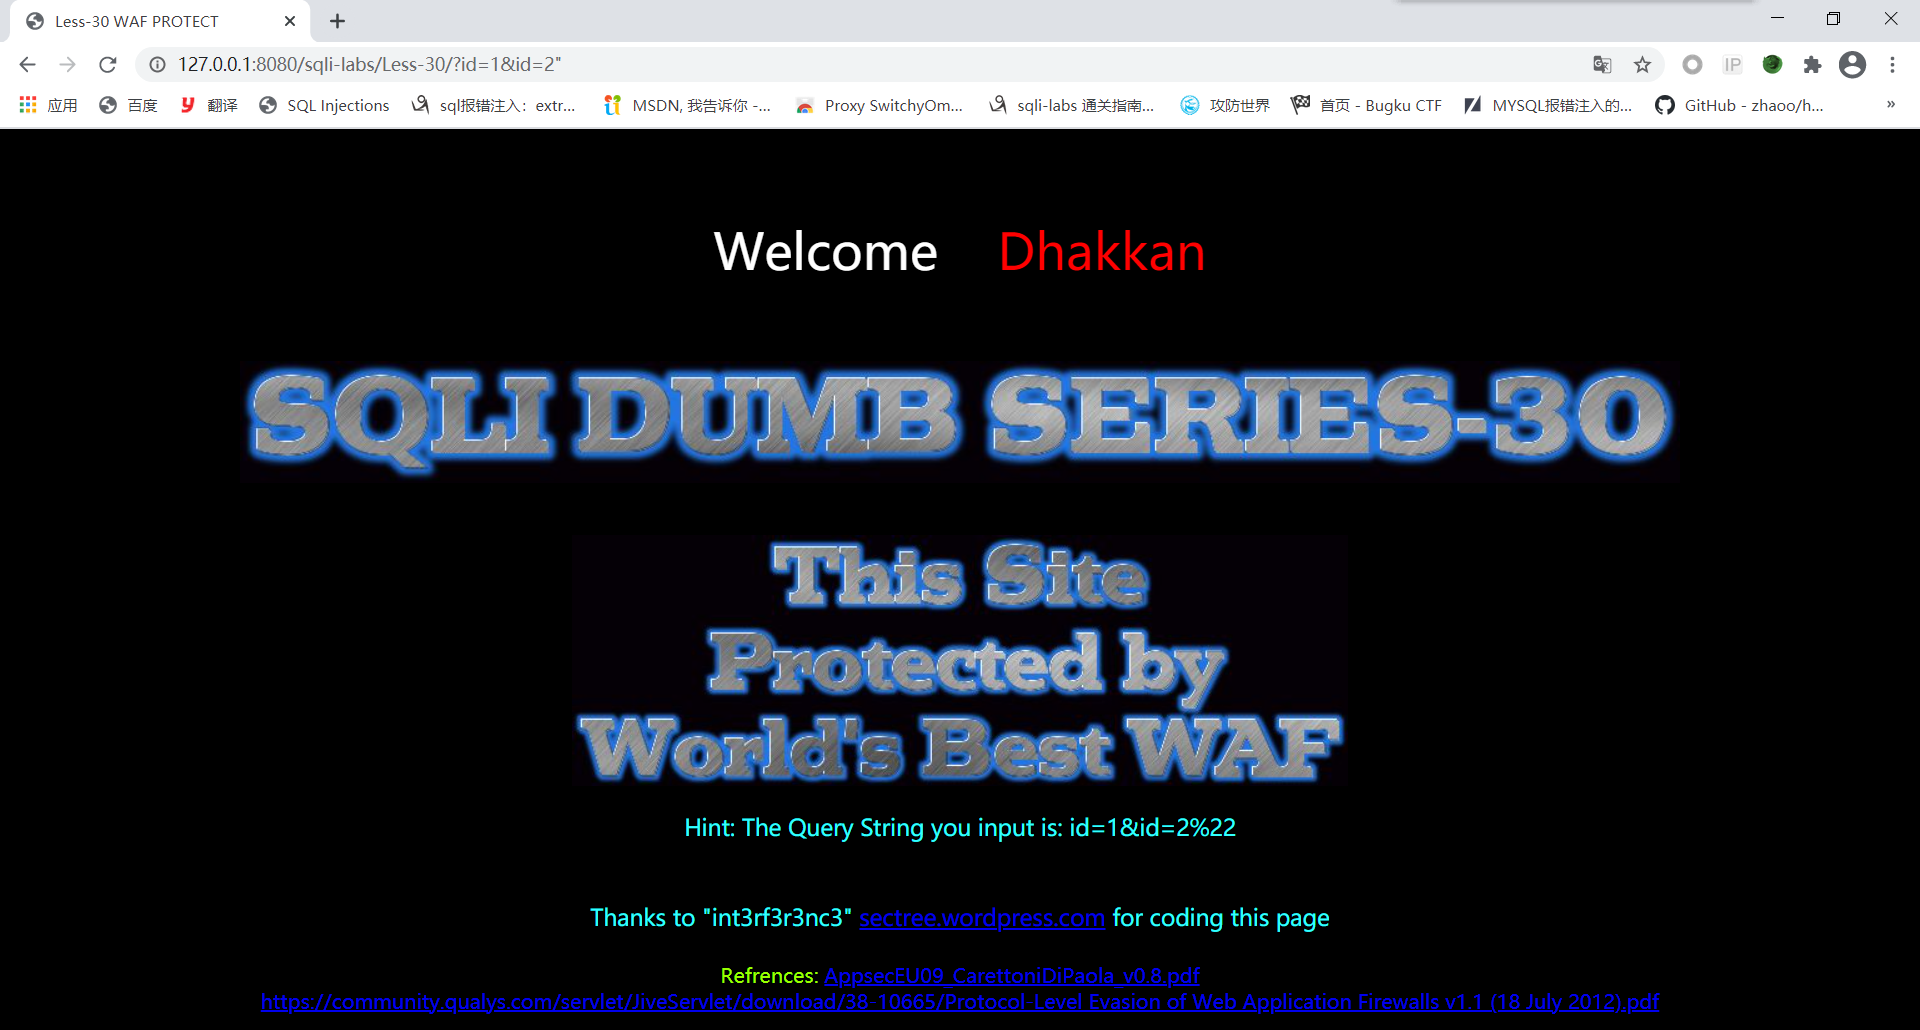 Less-30 WAF PROTECT
127.0.0.1:8080/sqli-labs/Less-30/?id=1&id=2"
IP
应用 百度 翻译 SQL Injections sql报错注入：extr... MSDN, 我告诉你 -... Proxy SwitchyOm... sqli-labs 通关指南... 攻防世界 首页 - Bugku CTF MYSQL报错注入的... GitHub - zhaoo/h... »
Welcome Dhakkan
SQLI DUMB SERIES-30
This Site
Protected by
World's Best WAF
Hint: The Query String you input is: id=1&id=2%22
Thanks to "int3rf3r3nc3" sectree.wordpress.com for coding this page
Refrences: AppsecEU09_CarettoniDiPaola_v0.8.pdf
https://community.qualys.com/servlet/JiveServlet/download/38-10665/Protocol-Level Evasion of Web Application Firewalls v1.1 (18 July 2012).pdf